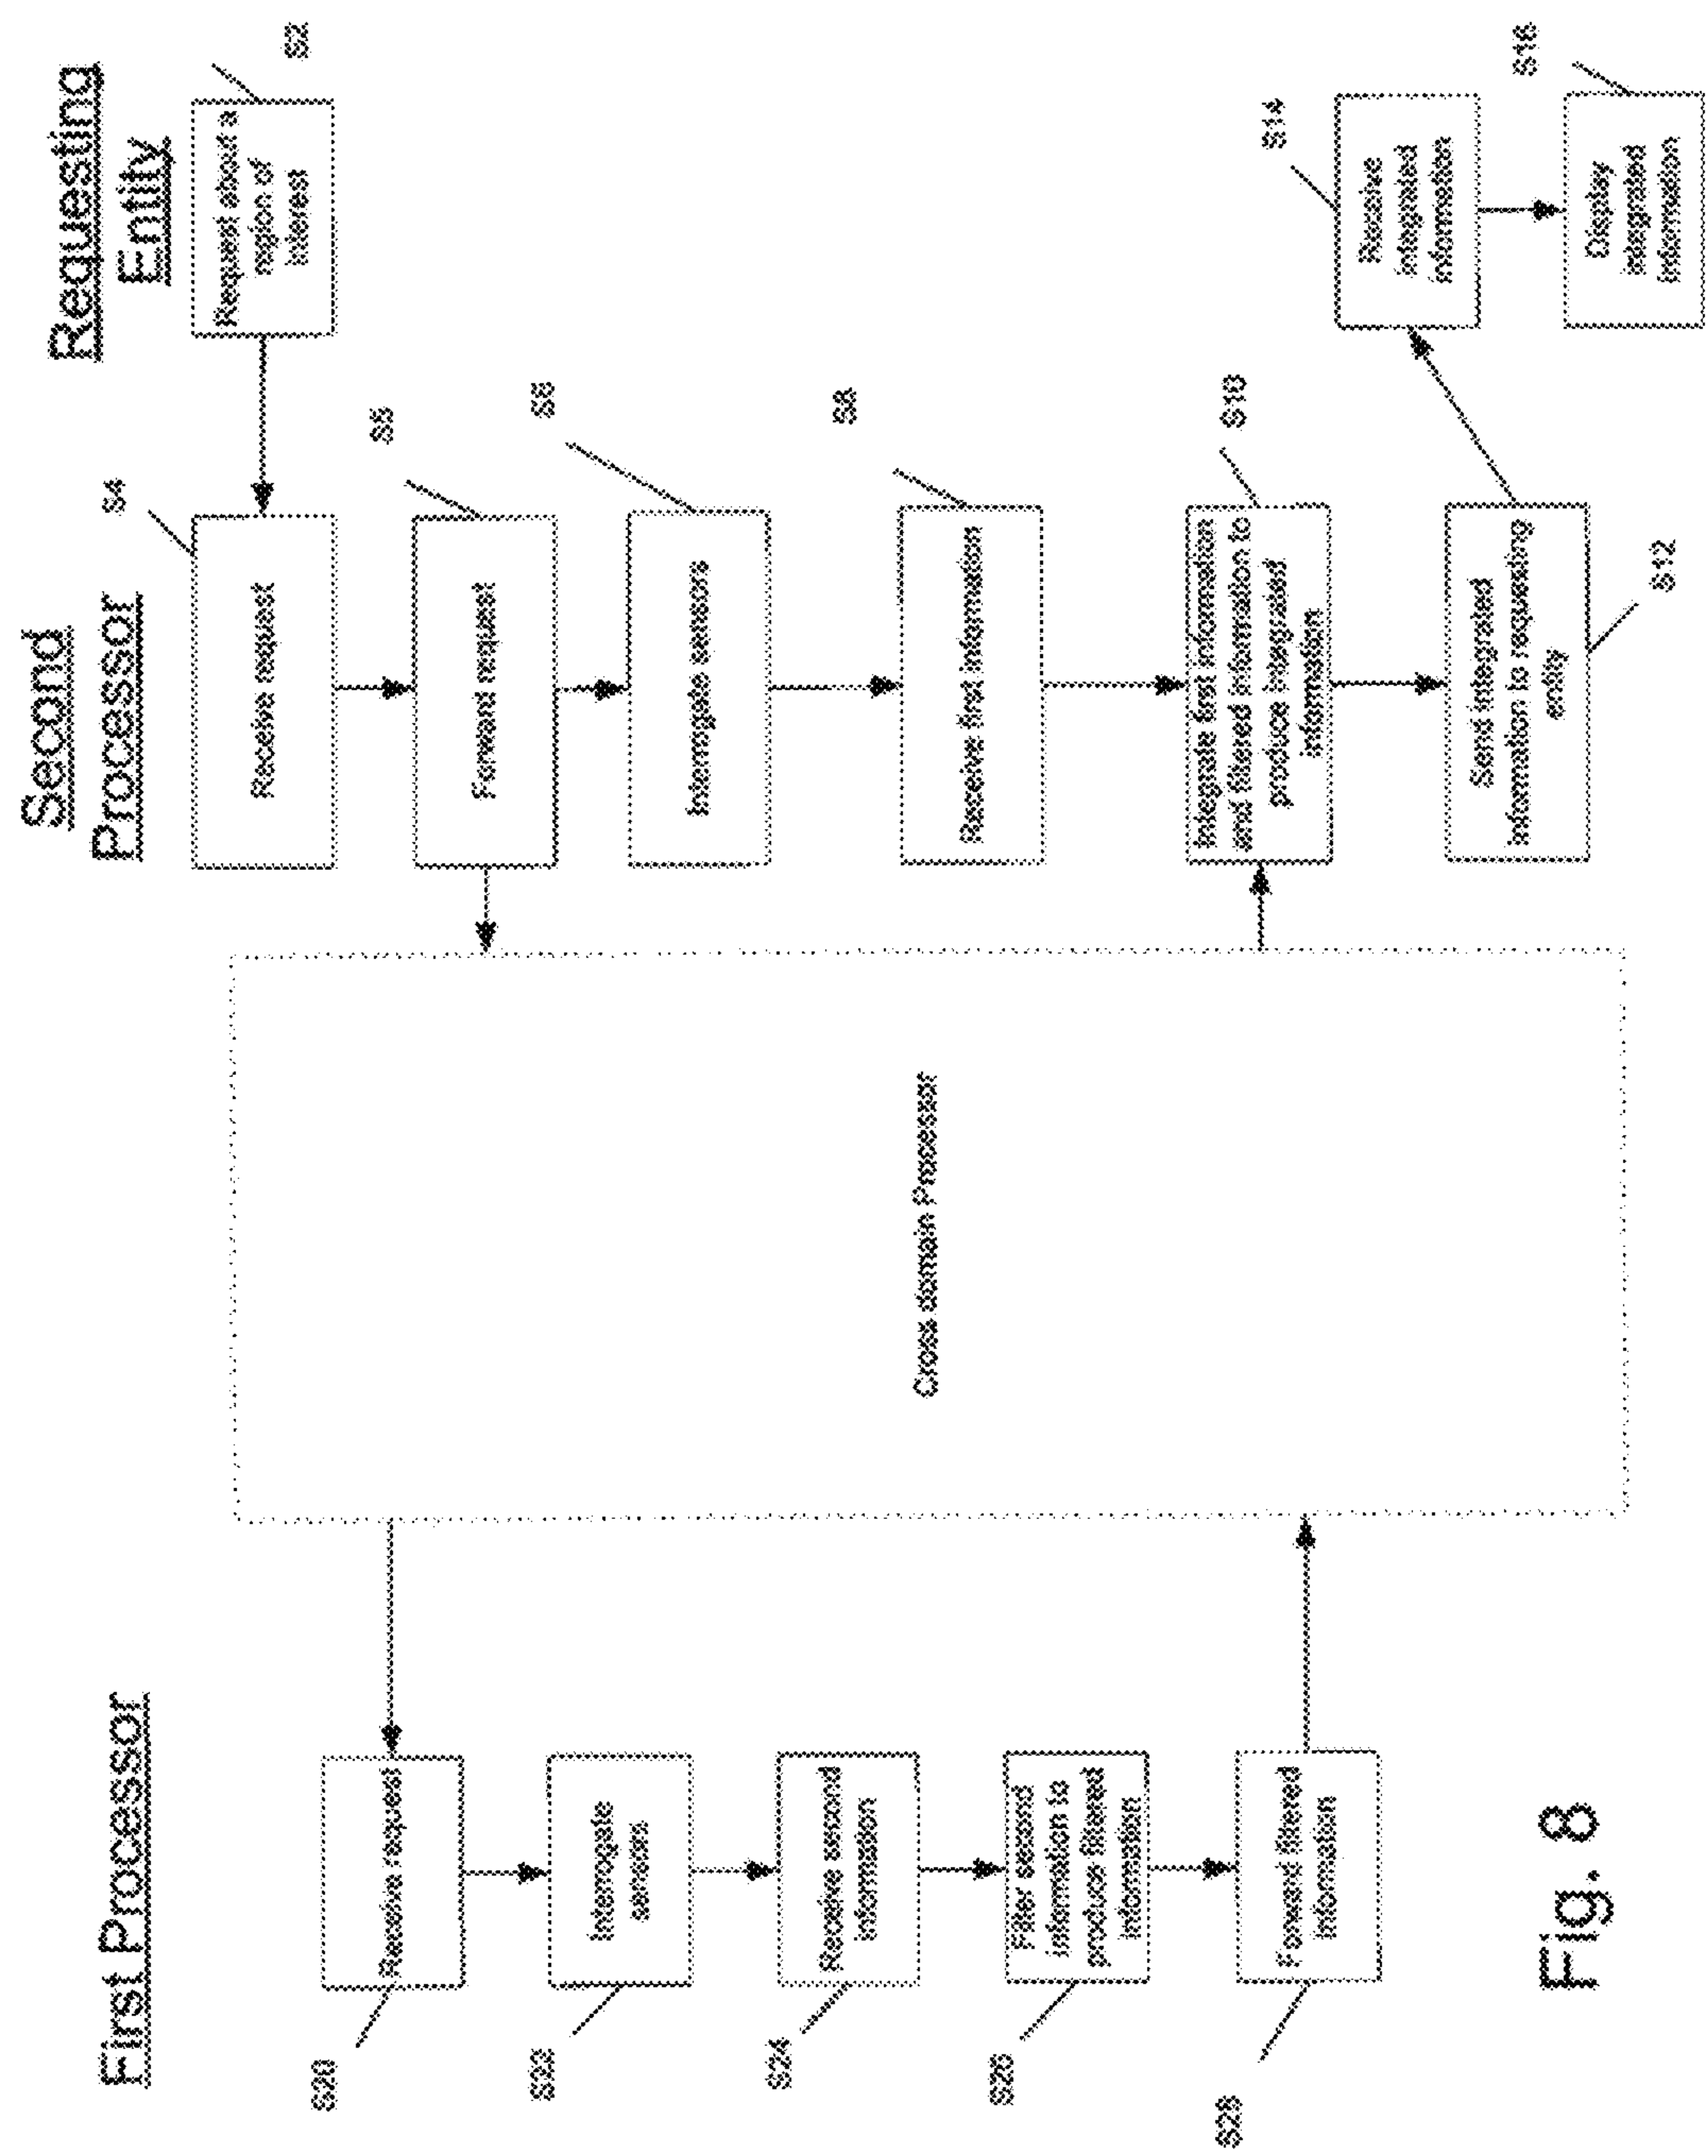 First Processor
Second
Processor
Requesting
Entity
Request about a
region of
interest
S2
S4
Receive request
S5
Forward request
Interrogate sensors
S8
Receive first information
S10
Integrate first information
and filtered information to
produce integrated
information
Send integrated
information to requesting
entity
S12
S14
Receive
integrated
information
S16
Display
integrated
information
Cross domain Processor
Receive request
S20
Interrogate
sensors
S22
Receive second
information
S24
Filter second
information to
produce filtered
information
S26
Forward filtered
information
S28
Fig. 8